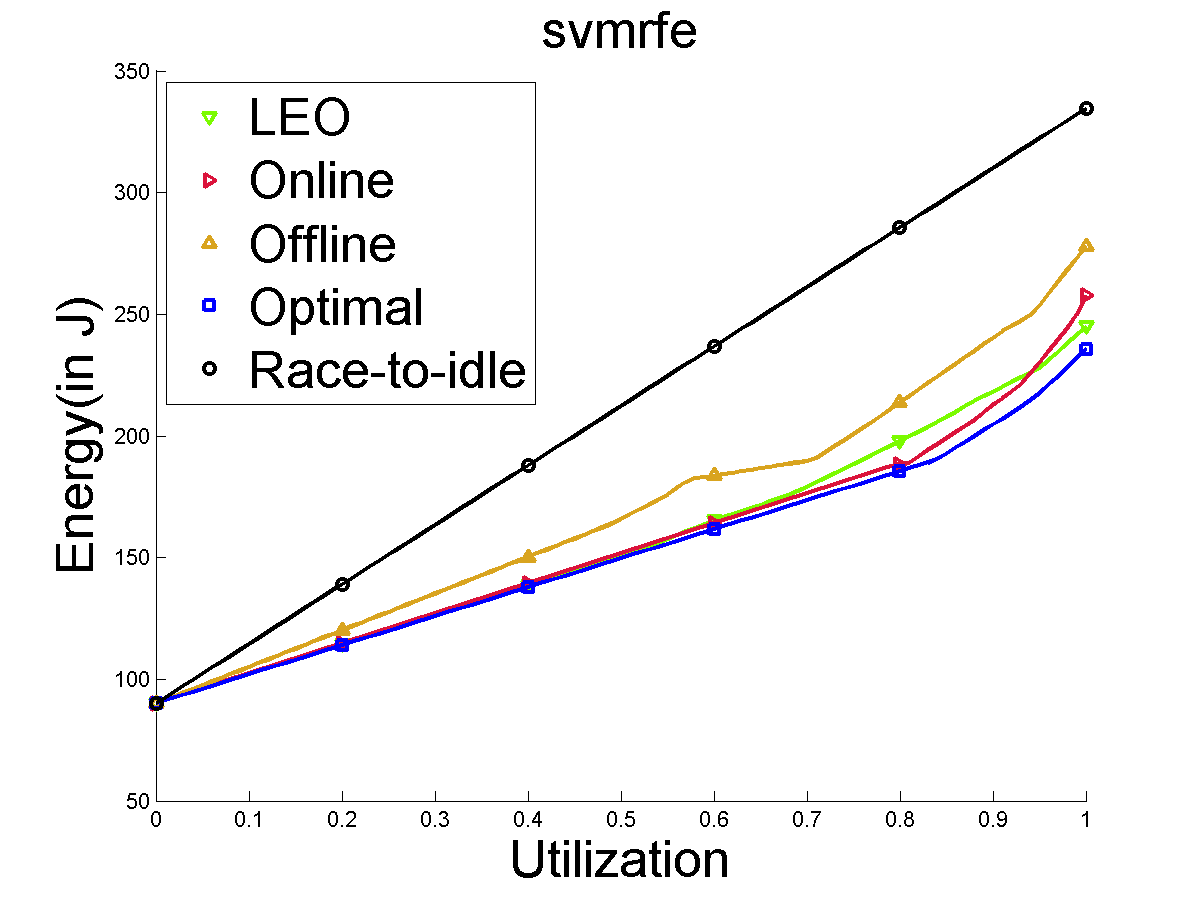 svmrfe
350
300
250
200
150
100
50
Energy(in J)
LEO
Online
Offline
Optimal
Race-to-idle
0 0.1 0.2 0.3 0.4 0.5 0.6 0.7 0.8 0.9 1
Utilization